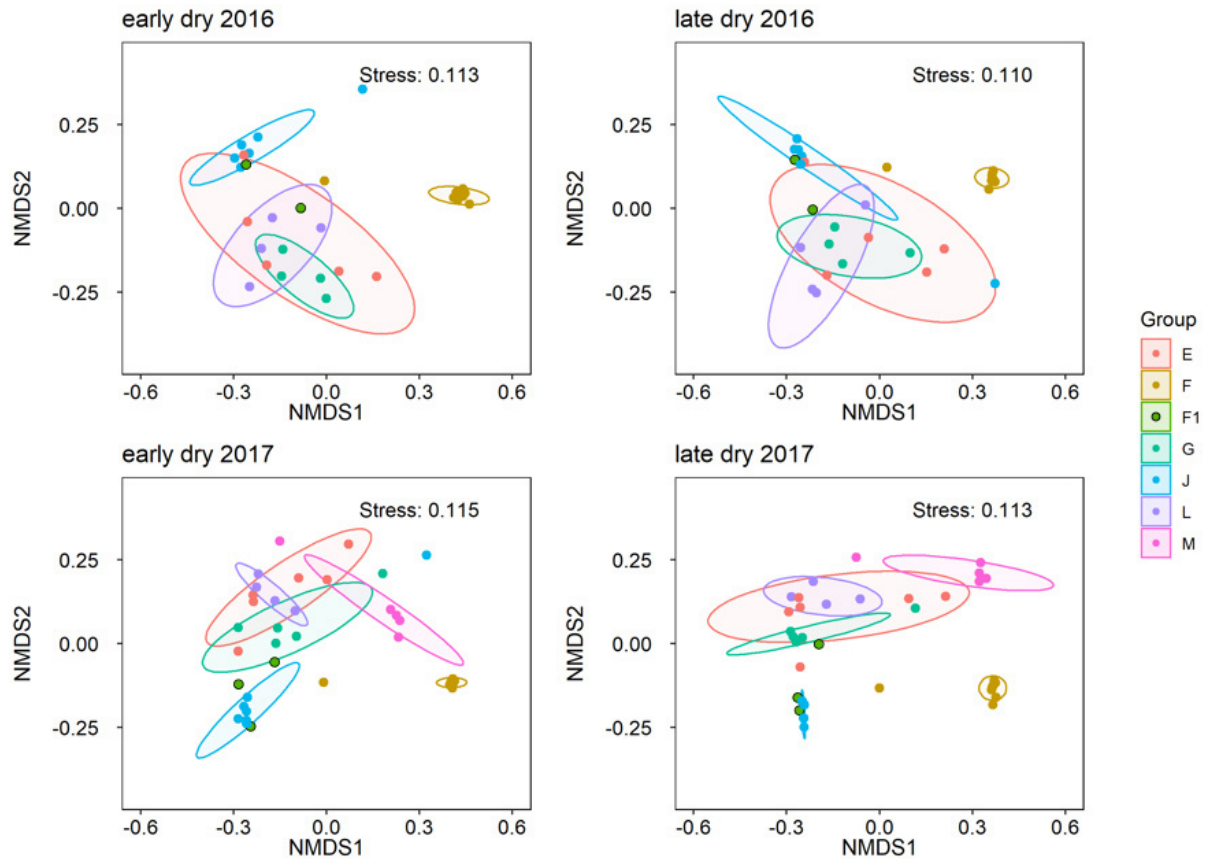 early dry 2016
late dry 2016
Stress: 0.113
Stress: 0.110
NMDS2
0.25
0.00
-0.25
-0.6
-0.3
0.0
0.3
0.6
NMDS1
NMDS2
0.25
0.00
-0.25
-0.6
-0.3
0.0
0.3
0.6
NMDS1
early dry 2017
late dry 2017
Stress: 0.115
Stress: 0.113
NMDS2
0.25
0.00
-0.25
-0.6
-0.3
0.0
0.3
0.6
NMDS1
NMDS2
0.25
0.00
-0.25
-0.6
-0.3
0.0
0.3
0.6
NMDS1
Group
E
F
F1
G
J
L
M